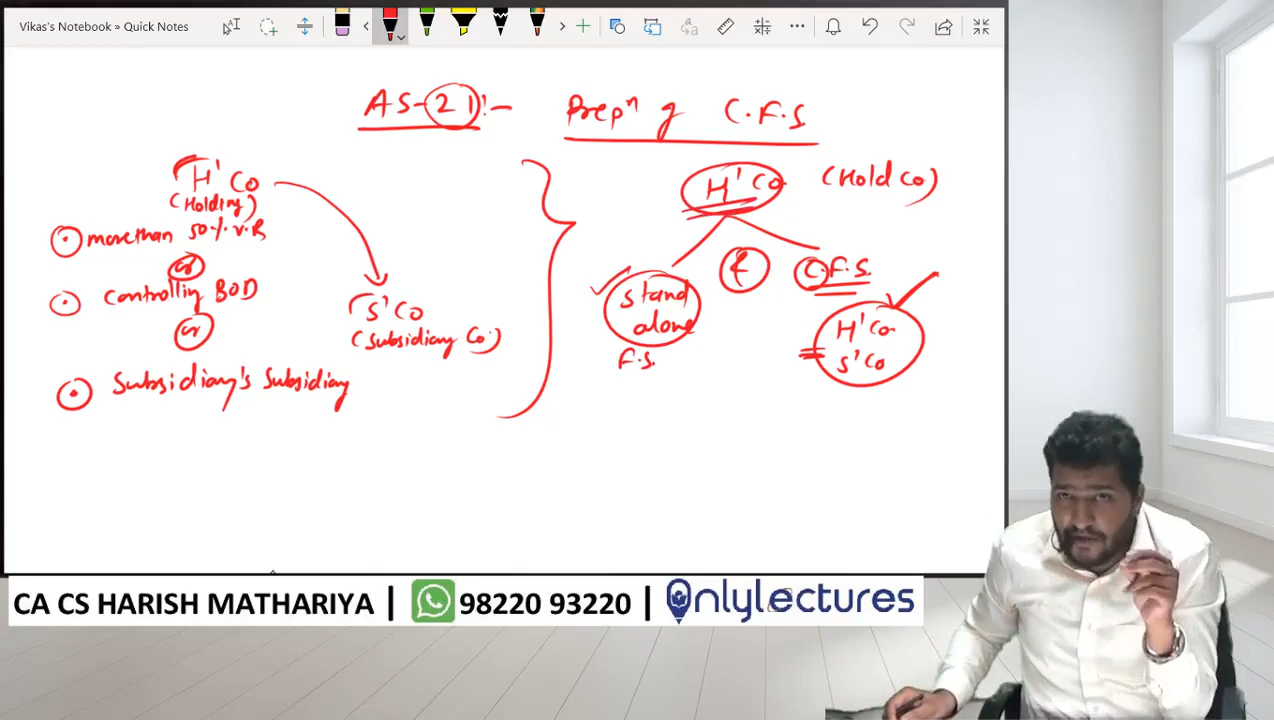 Vikas's Notebook » Quick Notes
AS-21:- Prepn of C.F.S
H' Co
(Holding)
more than 50% v.R
or
Controllin BOD
or
Subsidiary's Subsidiary
S' Co
(Subsidiary Co.)
H' Co (Hold Co)
Stand
alone
F.S.
&
C.F.S
H' Co
S' Co
CA CS HARISH MATHARIYA | 98220 93220 | Onlylectures